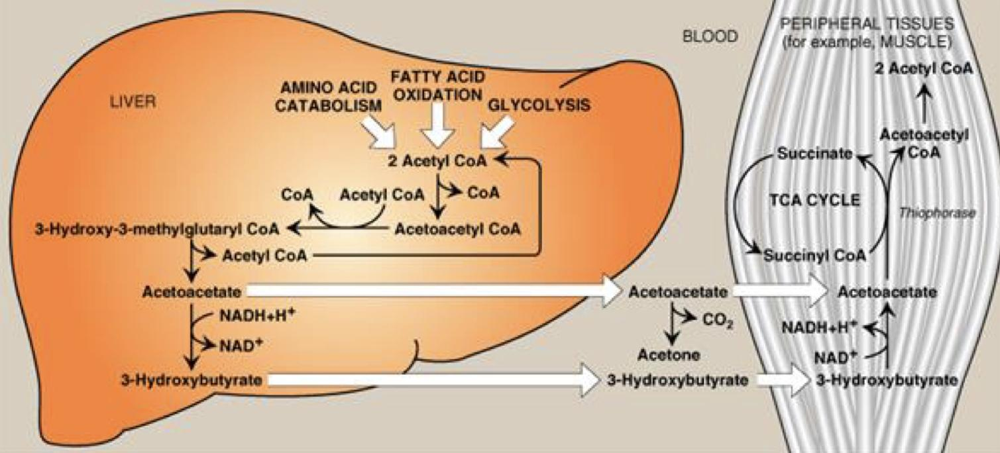 LIVER
AMINO ACID
CATABOLISM
FATTY ACID
OXIDATION
GLYCOLYSIS
2 Acetyl CoA
CoA
Acetyl CoA
CoA
3-Hydroxy-3-methylglutaryl CoA
Acetoacetyl CoA
Acetyl CoA
Acetoacetate
NADH+H⁺
NAD⁺
3-Hydroxybutyrate
BLOOD
Acetoacetate
CO₂
Acetone
3-Hydroxybutyrate
PERIPHERAL TISSUES
(for example, MUSCLE)
2 Acetyl CoA
Acetoacetyl
CoA
Succinate
TCA CYCLE
Thiophorase
Succinyl CoA
Acetoacetate
NADH+H⁺
NAD⁺
3-Hydroxybutyrate